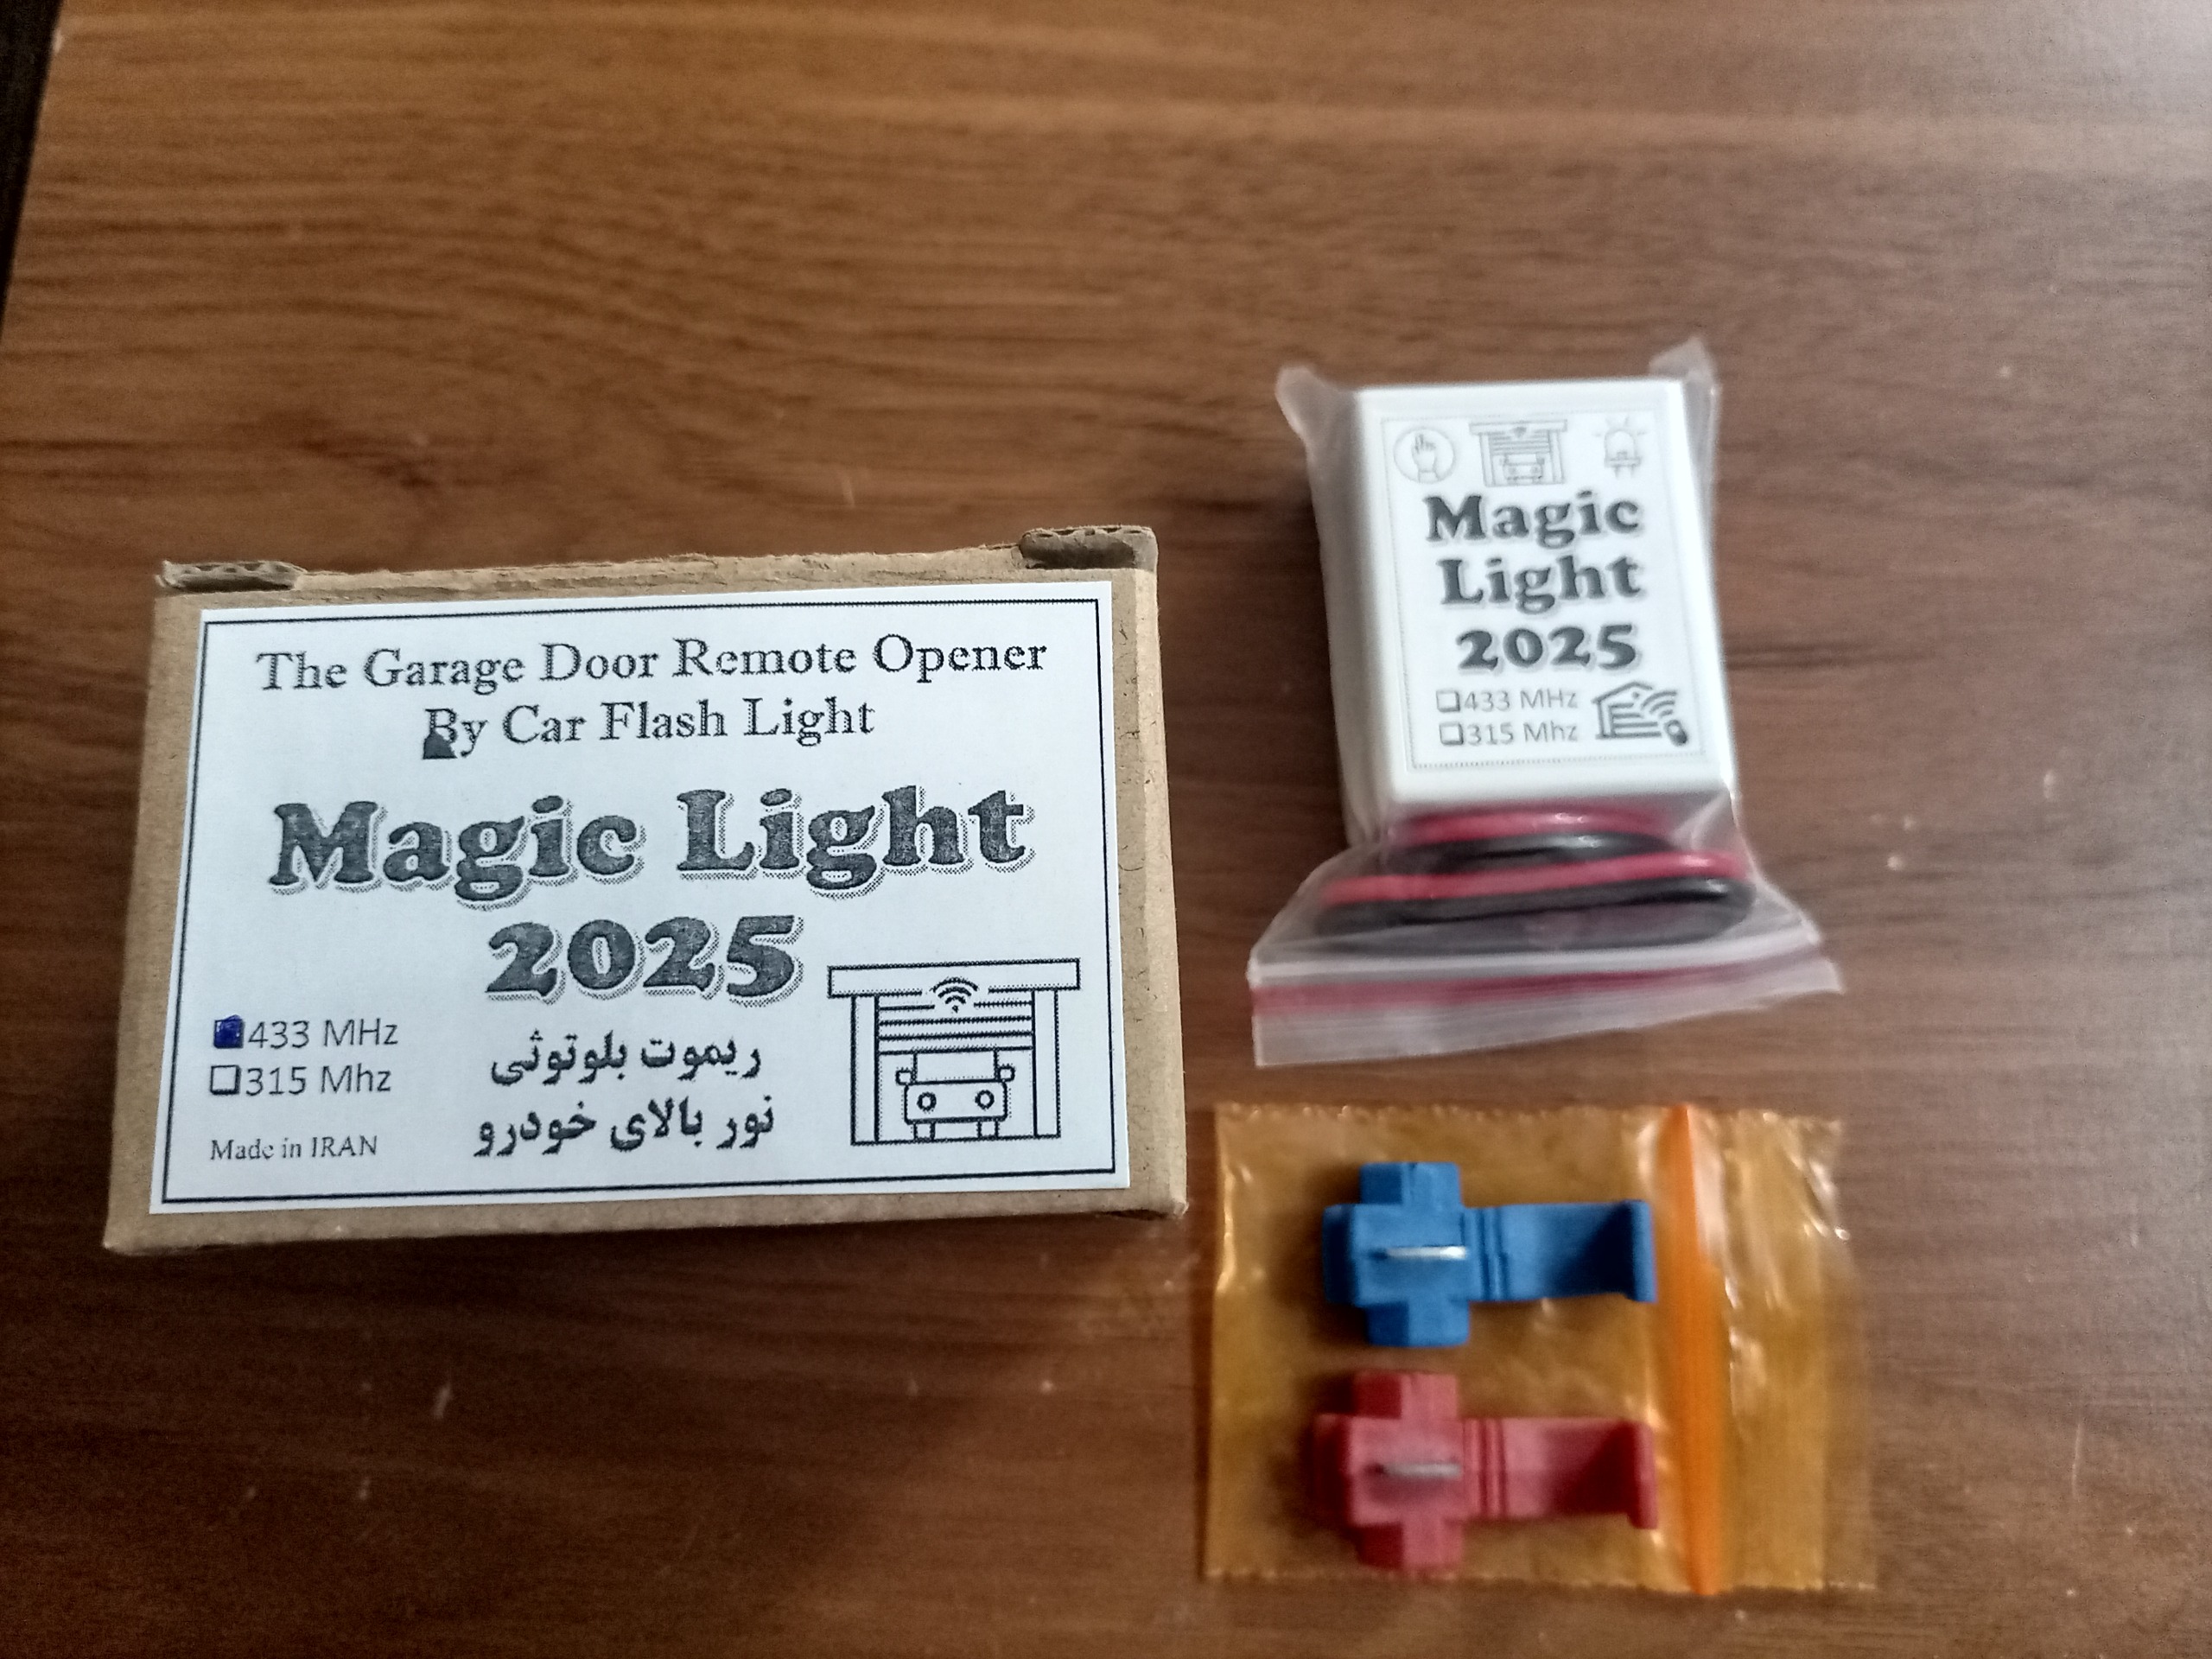 The Garage Door Remote Opener
By Car Flash Light
Magic Light
2025
433 MHz
315 Mhz
Made in IRAN
ریموت بلوتوثی
نور بالای خودرو
Magic
Light
2025
433 MHz
315 Mhz